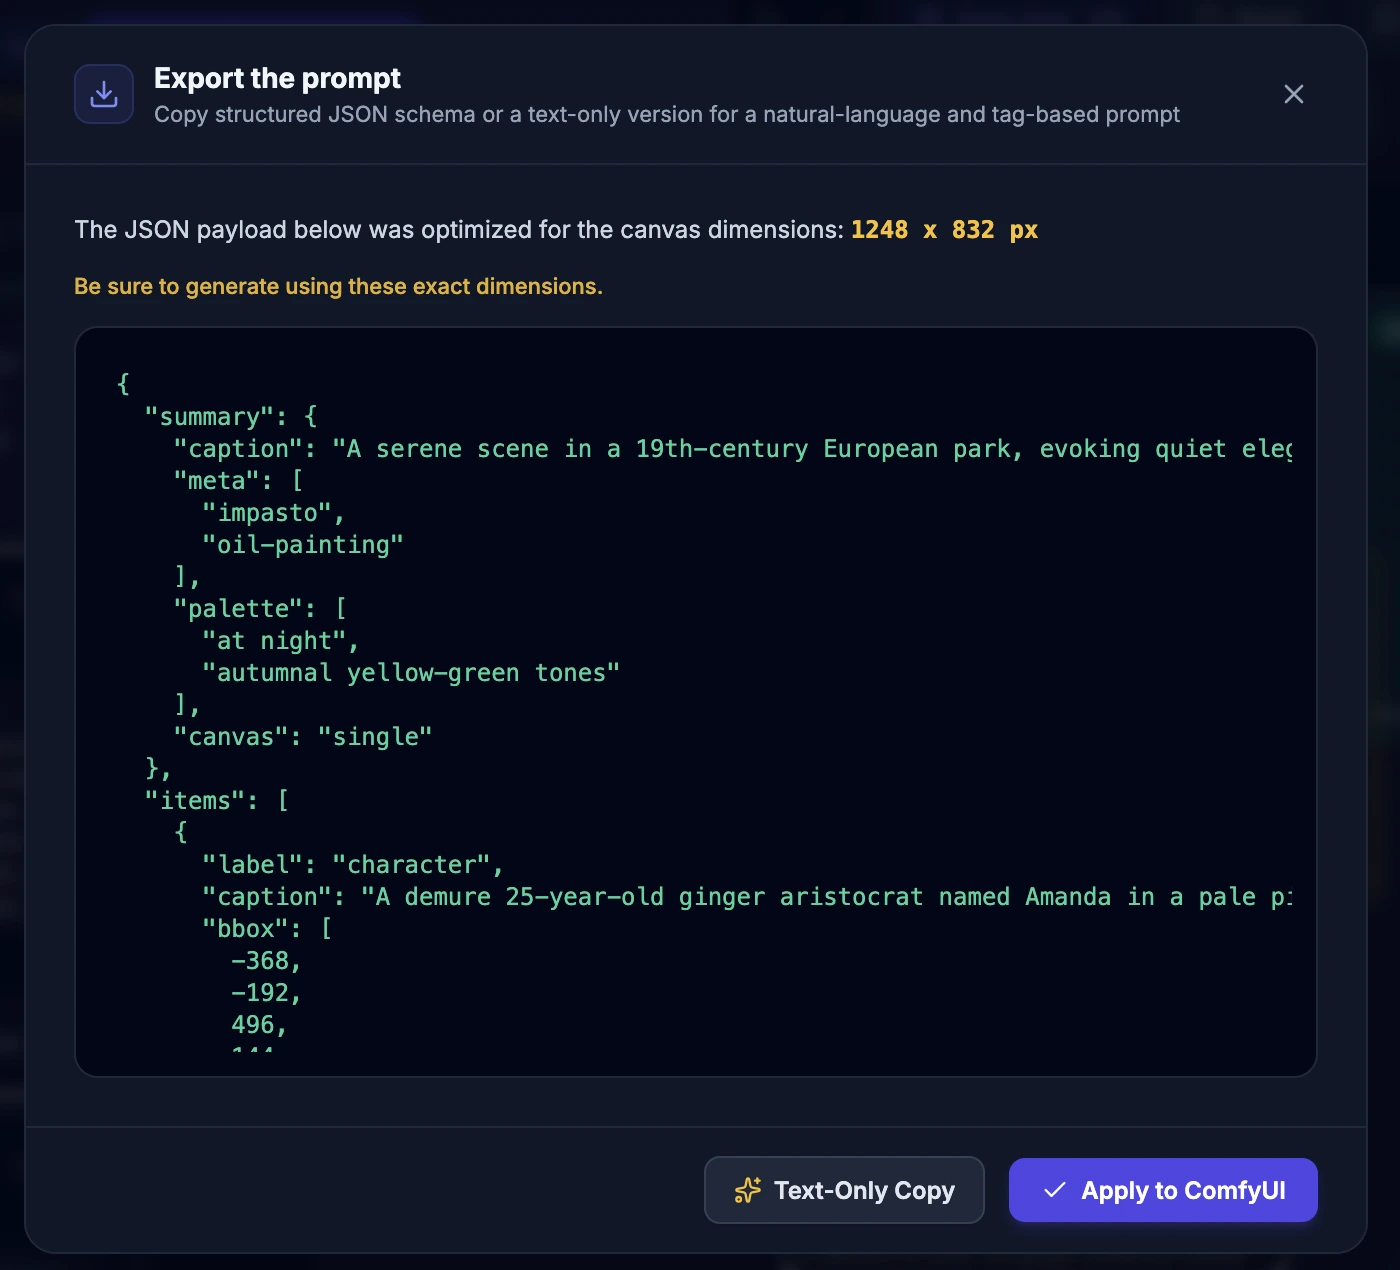 Export the prompt
Copy structured JSON schema or a text-only version for a natural-language and tag-based prompt
The JSON payload below was optimized for the canvas dimensions: 1248 x 832 px
Be sure to generate using these exact dimensions.
{
"summary": {
"caption": "A serene scene in a 19th-century European park, evoking quiet eleg
"meta": [
"impasto",
"oil-painting"
],
"palette": [
"at night",
"autumnal yellow-green tones"
],
"canvas": "single"
},
"items": [
{
"label": "character",
"caption": "A demure 25-year-old ginger aristocrat named Amanda in a pale
"bbox": [
-368,
-192,
496,
Text-Only Copy
Apply to ComfyUI